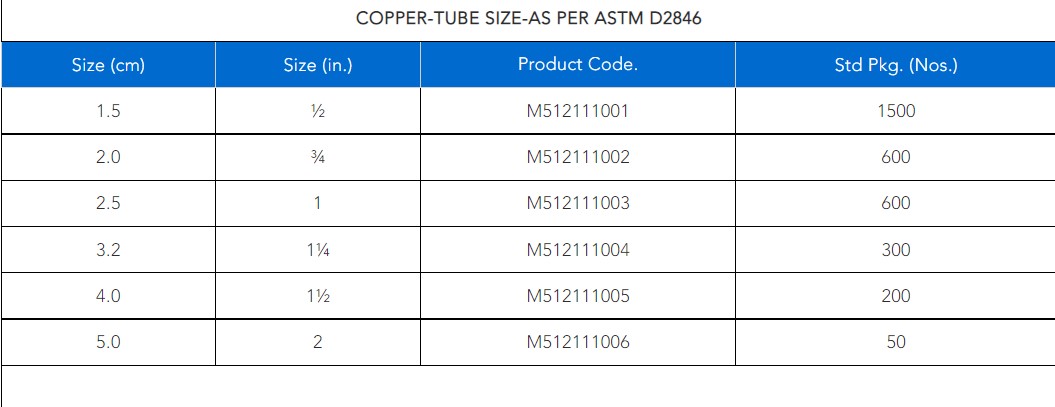 COPPER-TUBE SIZE-AS PER ASTM D2846
Size (cm) Size (in.) Product Code. Std Pkg. (Nos.)
1.5 ½ M512111001 1500
2.0 ¾ M512111002 600
2.5 1 M512111003 600
3.2 1¼ M512111004 300
4.0 1½ M512111005 200
5.0 2 M512111006 50